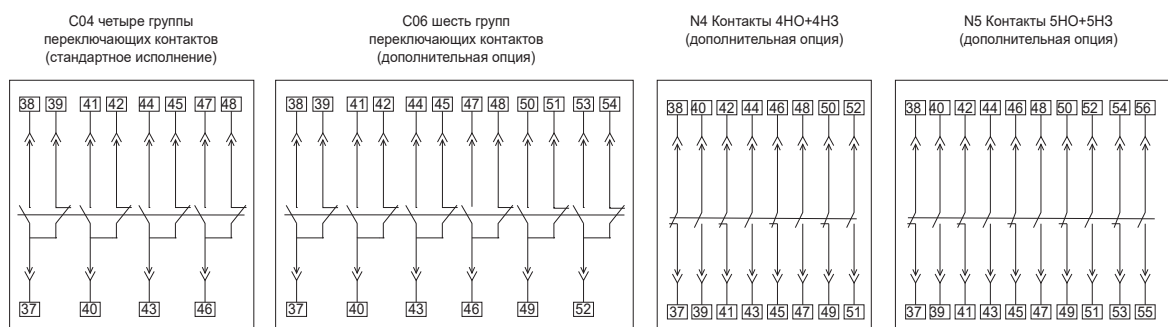 С04 четыре группы
переключающих контактов
(стандартное исполнение)
38 39 41 42 44 45 47 48
37 40 43 46
С06 шесть групп
переключающих контактов
(дополнительная опция)
38 39 41 42 44 45 47 48 50 51 53 54
37 40 43 46 49 52
N4 Контакты 4НО+4НЗ
(дополнительная опция)
38 40 42 44 46 48 50 52
37 39 41 43 45 47 49 51
N5 Контакты 5НО+5НЗ
(дополнительная опция)
38 40 42 44 46 48 50 52 54 56
37 39 41 43 45 47 49 51 53 55